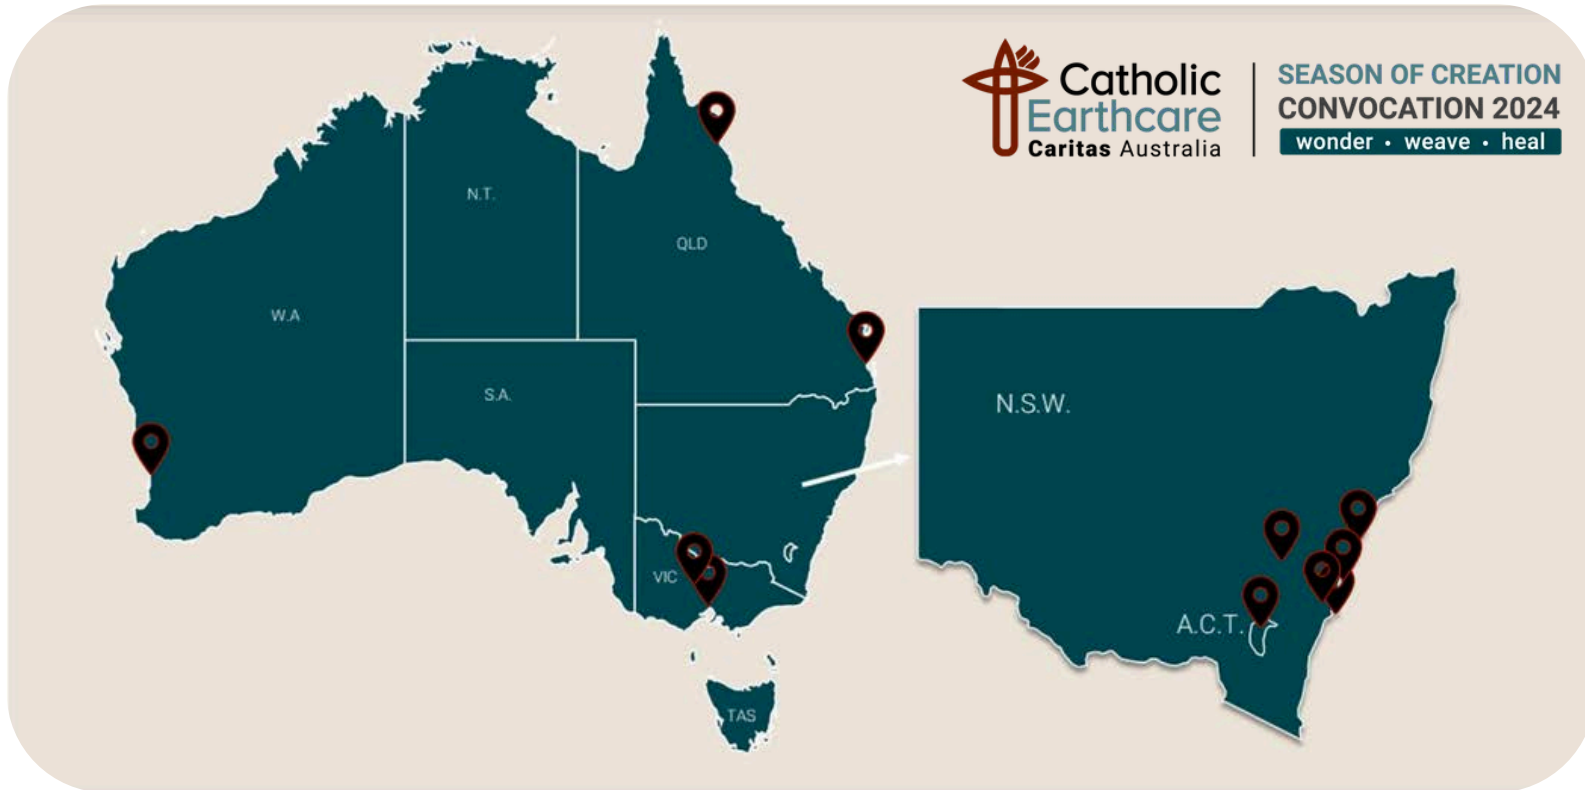 Catholic
Earthcare
Caritas Australia
SEASON OF CREATION
CONVOCATION 2024
wonder • weave • heal
N.T.
QLD
W.A
S.A.
N.S.W.
VIC
A.C.T.
TAS